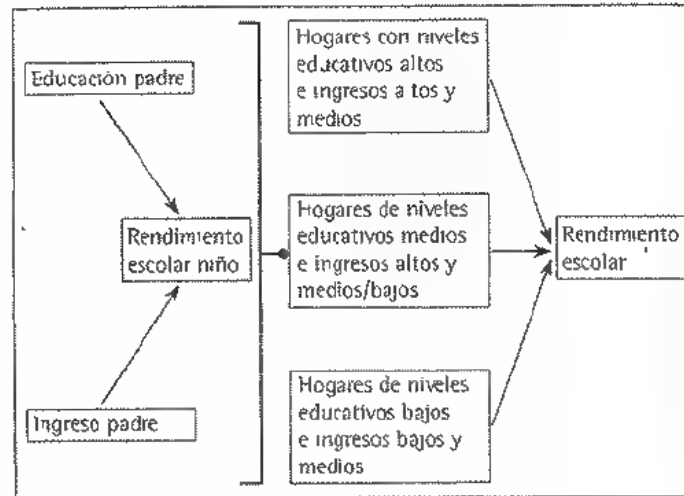 Educación padre
Rendimiento
escolar niño
Ingreso padre
Hogares con niveles
educativos altos
e ingresos a tos y
medios
Hogares de niveles
educativos medios
e ingresos altos y
medios/bajos
Hogares de niveles
educativos bajos
e ingresos bajos y
medios
Rendimiento
escolar